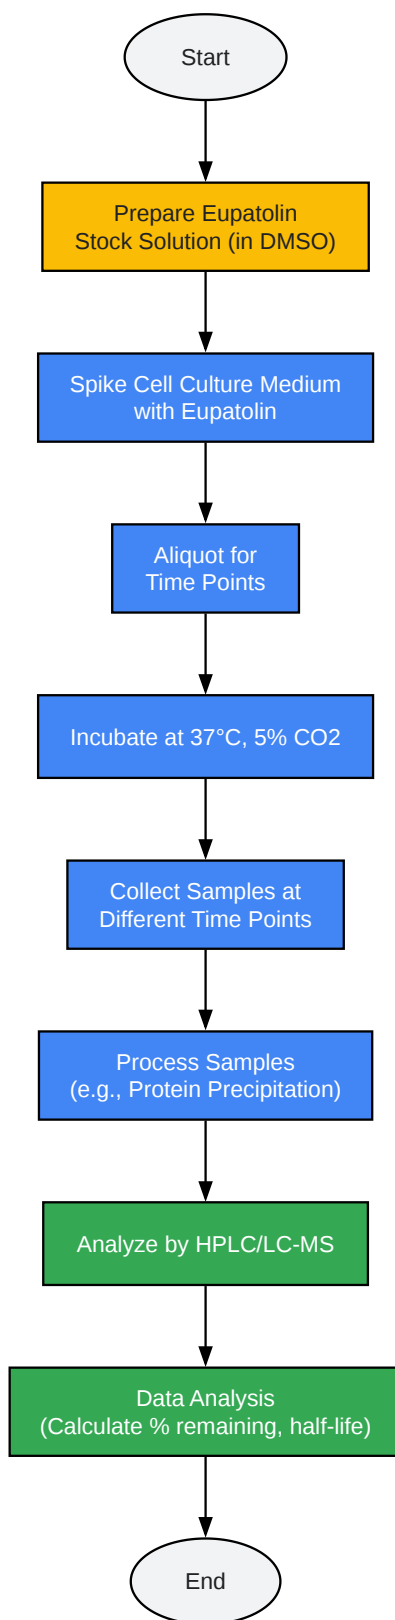 Start
Prepare Eupatolin
Stock Solution (in DMSO)
Spike Cell Culture Medium
with Eupatolin
Aliquot for
Time Points
Incubate at 37°C, 5% CO2
Collect Samples at
Different Time Points
Process Samples
(e.g., Protein Precipitation)
Analyze by HPLC/LC-MS
Data Analysis
(Calculate % remaining, half-life)
End